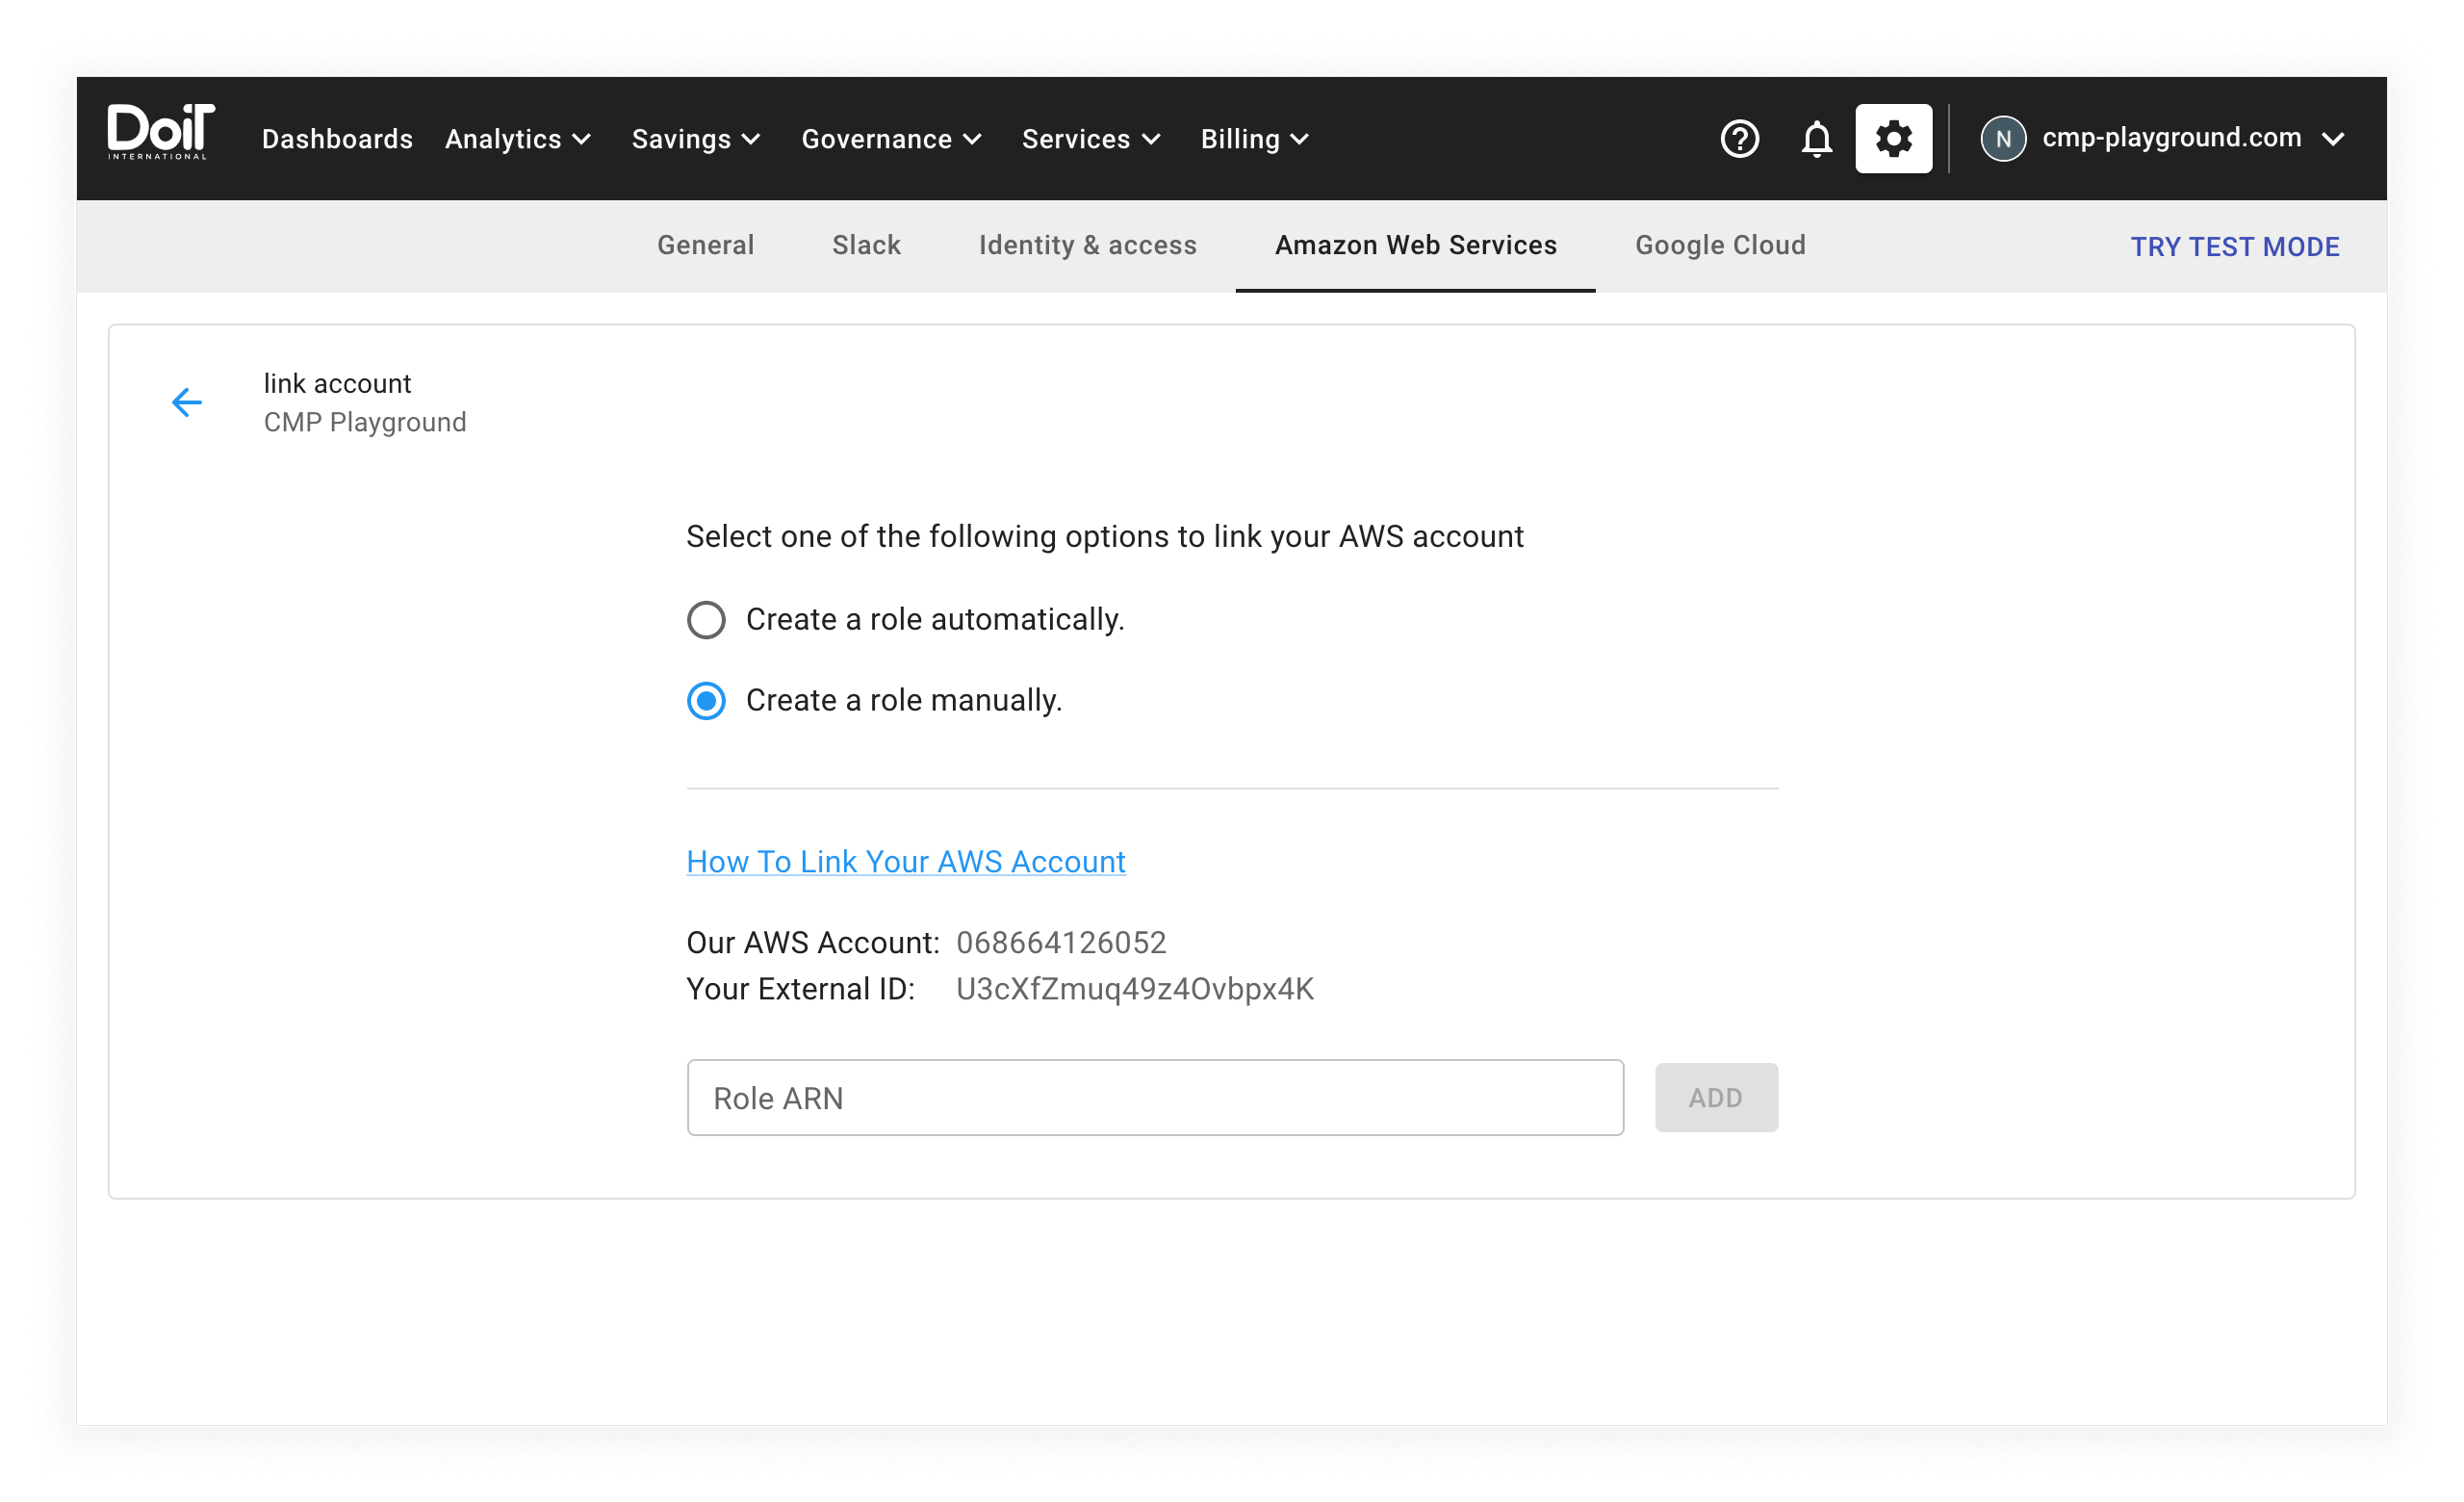 DoiT
INTERNATIONAL
Dashboards Analytics Savings Governance Services Billing
N cmp-playground.com
General Slack Identity & access Amazon Web Services Google Cloud TRY TEST MODE
link account
CMP Playground
Select one of the following options to link your AWS account
Create a role automatically.
Create a role manually.
How To Link Your AWS Account
Our AWS Account: 068664126052
Your External ID: U3cXfZmuq49z4Ovbpx4K
Role ARN ADD